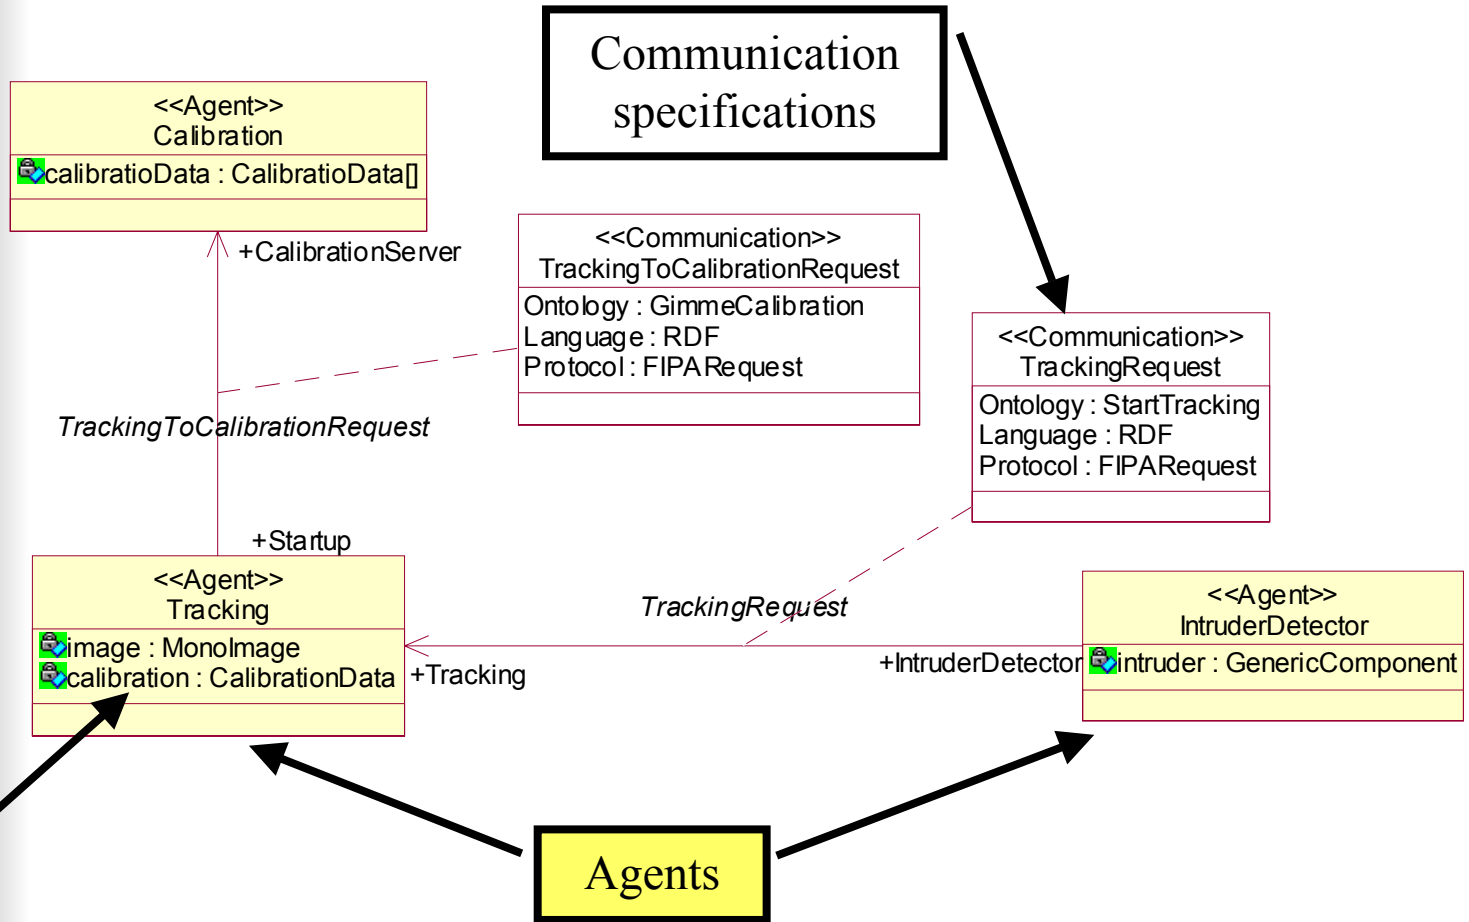 Communication
specifications
<<Agent>>
Calibration
calibratioData : CalibratioData[]
+CalibrationServer
<<Communication>>
TrackingToCalibrationRequest
Ontology : GimmeCalibration
Language : RDF
Protocol : FIPARequest
<<Communication>>
TrackingRequest
Ontology : StartTracking
Language : RDF
Protocol : FIPARequest
TrackingToCalibrationRequest
+Startup
<<Agent>>
Tracking
image : MonoImage
calibration : CalibrationData
+Tracking
TrackingRequest
+IntruderDetector
<<Agent>>
IntruderDetector
intruder : GenericComponent
Agents